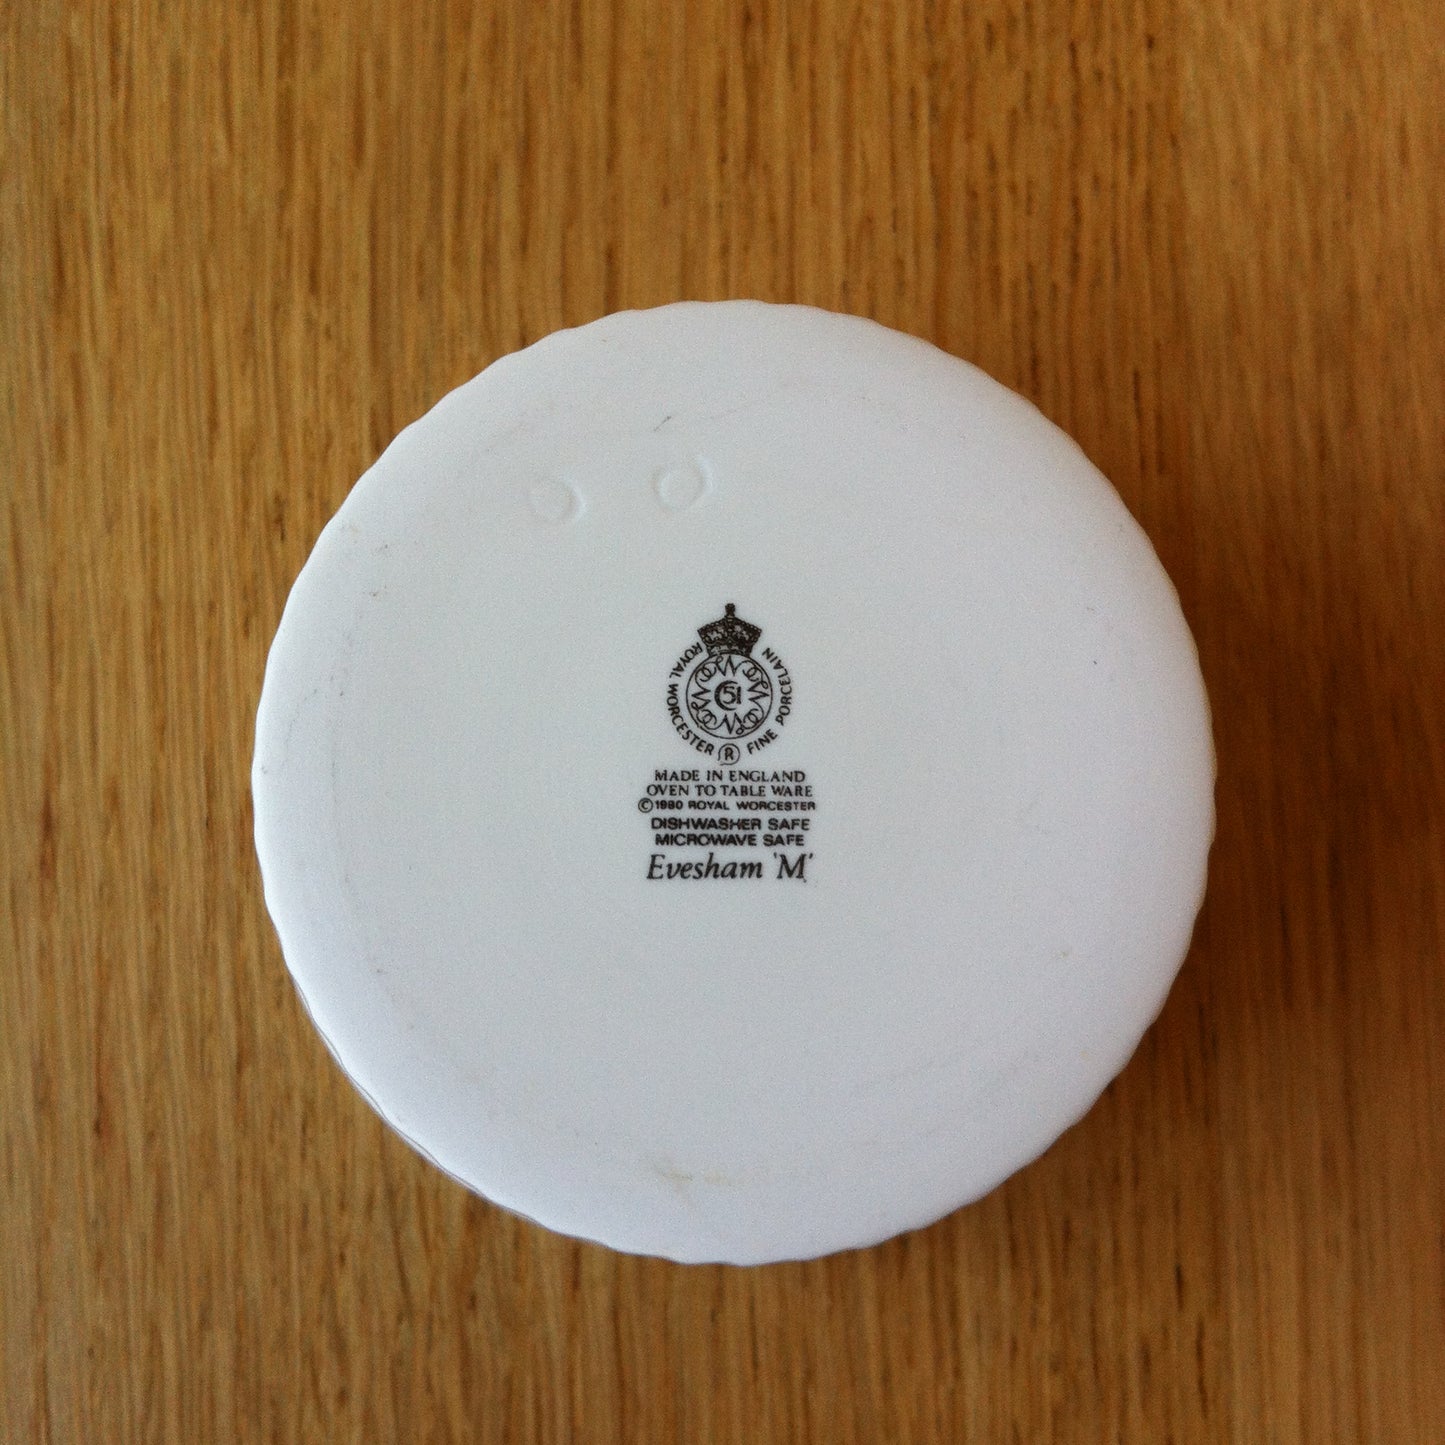 ROYAL WORCESTER
FINE PORCELAIN
51
R
MADE IN ENGLAND
OVEN TO TABLE WARE
©1980 ROYAL WORCESTER
DISHWASHER SAFE
MICROWAVE SAFE
Evesham 'M'